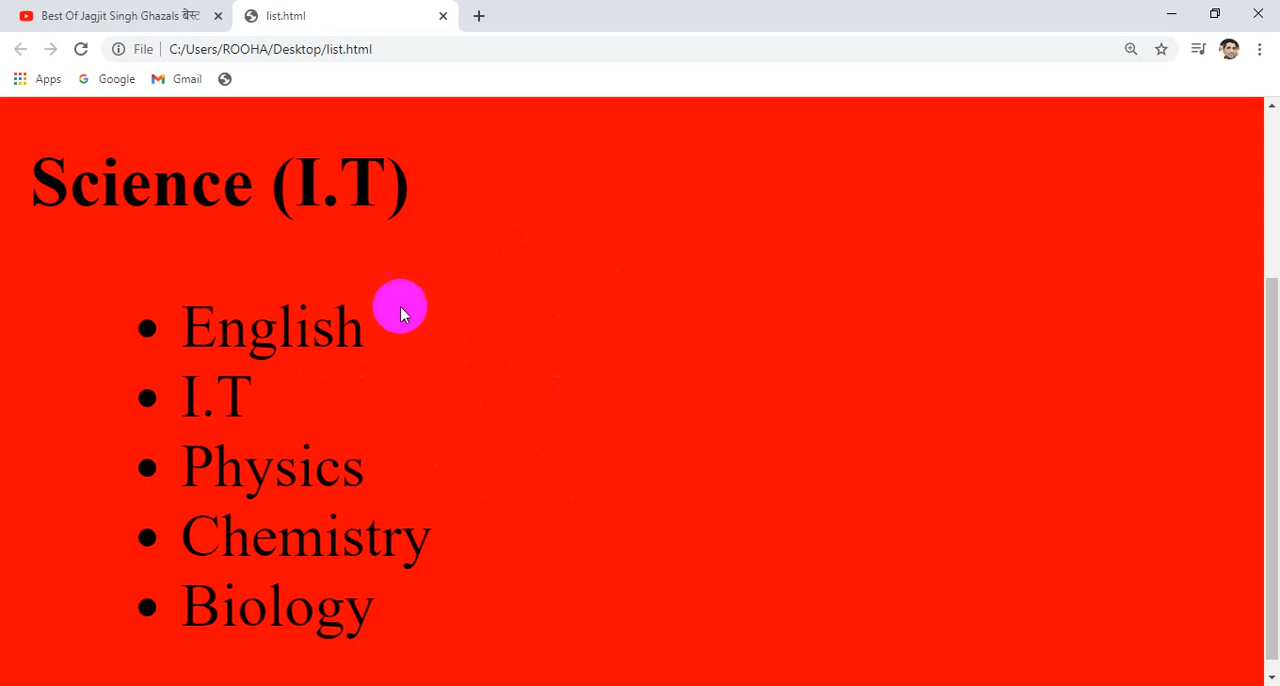 Best Of Jagjit Singh Ghazals बेस्ट
list.html
File
C:/Users/ROOHA/Desktop/list.html
Apps
Google
Gmail
Science (I.T)
English
I.T
Physics
Chemistry
Biology